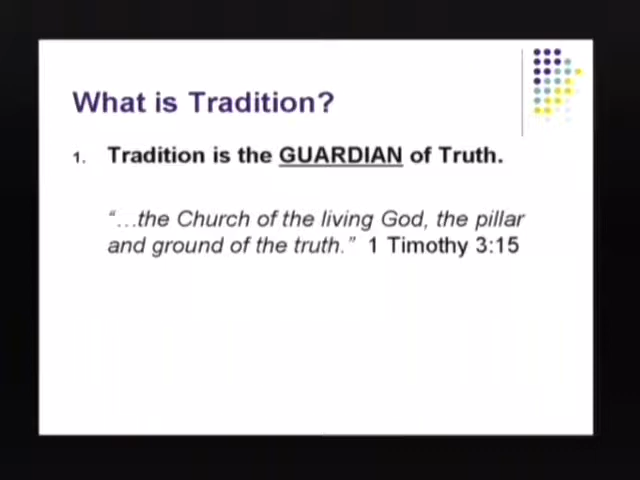 What is Tradition?
1. Tradition is the GUARDIAN of Truth.
“…the Church of the living God, the pillar
and ground of the truth.” 1 Timothy 3:15